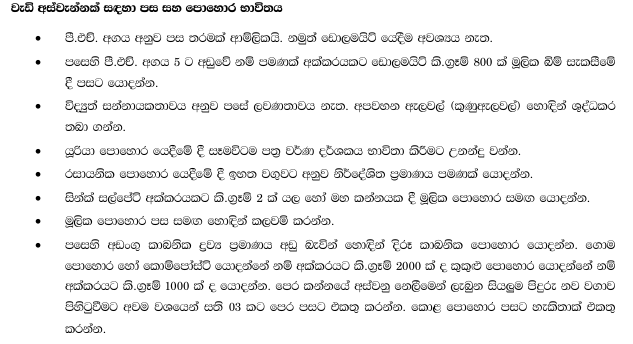 වැඩි අස්වැන්නක් සඳහා පස සහ පොහොර භාවිතය
• පී.එච්. අගය අනුව පස තරමක් ආම්ලිකයි. නමුත් ඩොලමයිට් යෙදීම අවශ්‍යය නැත.
• පසෙහි පී.එච්. අගය 5 ට අඩුවේ නම් පමණක් අක්කරයකට ඩොලමයිට් කි.ග්‍රෑම් 800 ක් මූලික බිම් සැකසීමේ
දී පසට යොදන්න.
• විද්‍යුත් සන්නායකතාවය අනුව පසේ ලවණතාවය නැත. අපවහන ඇලවල් (කුණුඇලවල්) හොඳින් ශුද්ධකර
තබා ගන්න.
• යූරියා පොහොර යෙදීමේ දී සෑමවිටම පත්‍ර වර්ණ දර්ශකය භාවිතා කිරීමට උනන්දු වන්න.
• රසායනික පොහොර යෙදීමේ දී ඉහත වගුවට අනුව නිර්දේශිත ප්‍රමාණය පමණක් යොදන්න.
• සින්ක් සල්පේට් අක්කරයකට කි.ග්‍රෑම් 2 ක් යල හෝ මහ කන්නයක දී මූලික පොහොර සමඟ යොදන්න.
• මූලික පොහොර පස සමඟ හොඳින් කලවම් කරන්න.
• පසෙහි අඩංගු කාබනික ද්‍රව්‍ය ප්‍රමාණය අඩු බැවින් හොඳින් දිරූ කාබනික පොහොර යොදන්න. ගොම
පොහොර හෝ කොම්පෝස්ට් යොදන්නේ නම් අක්කරයට කි.ග්‍රෑම් 2000 ක් ද කුකුළු පොහොර යොදන්නේ නම්
අක්කරයට කි.ග්‍රෑම් 1000 ක් ද යොදන්න. පෙර කන්නයේ අස්වනු නෙලීමෙන් ලැබුන සියලුම පිදුරු නව වගාව
පිහිටුවීමට අවම වශයෙන් සති 03 කට පෙර පසට එකතු කරන්න. කොළ පොහොර පසට හැකිතාක් එකතු
කරන්න.